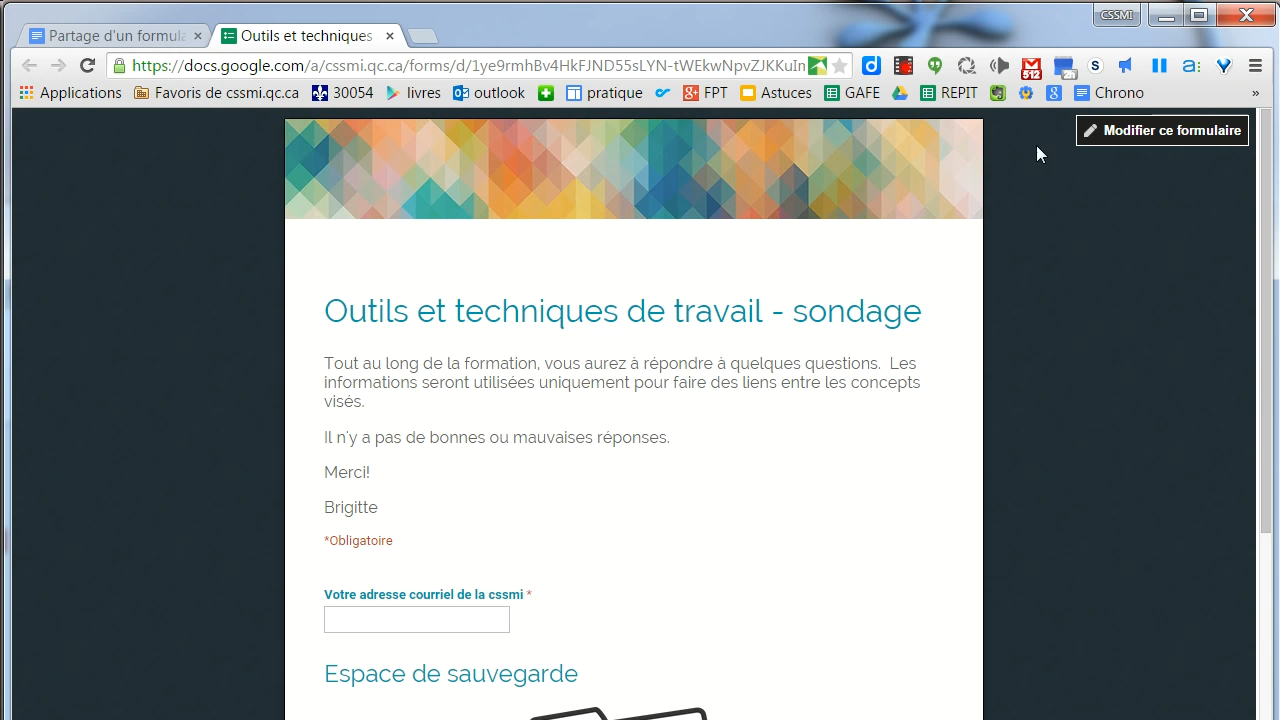 CSSMI
Partage d'un formula
Outils et techniques
https://docs.google.com/a/cssmi.qc.ca/forms/d/1ye9rmhBv4HkFJND55sLYN-tWEkwNpvZJKKuIn
512
2h
S
a:
Applications
Favoris de cssmi.qc.ca
30054
livres
outlook
pratique
FPT
Astuces
GAFE
REPIT
Chrono
»
Modifier ce formulaire
Outils et techniques de travail - sondage
Tout au long de la formation, vous aurez à répondre à quelques questions. Les
informations seront utilisées uniquement pour faire des liens entre les concepts
visés.
Il n'y a pas de bonnes ou mauvaises réponses.
Merci!
Brigitte
*Obligatoire
Votre adresse courriel de la cssmi *
Espace de sauvegarde